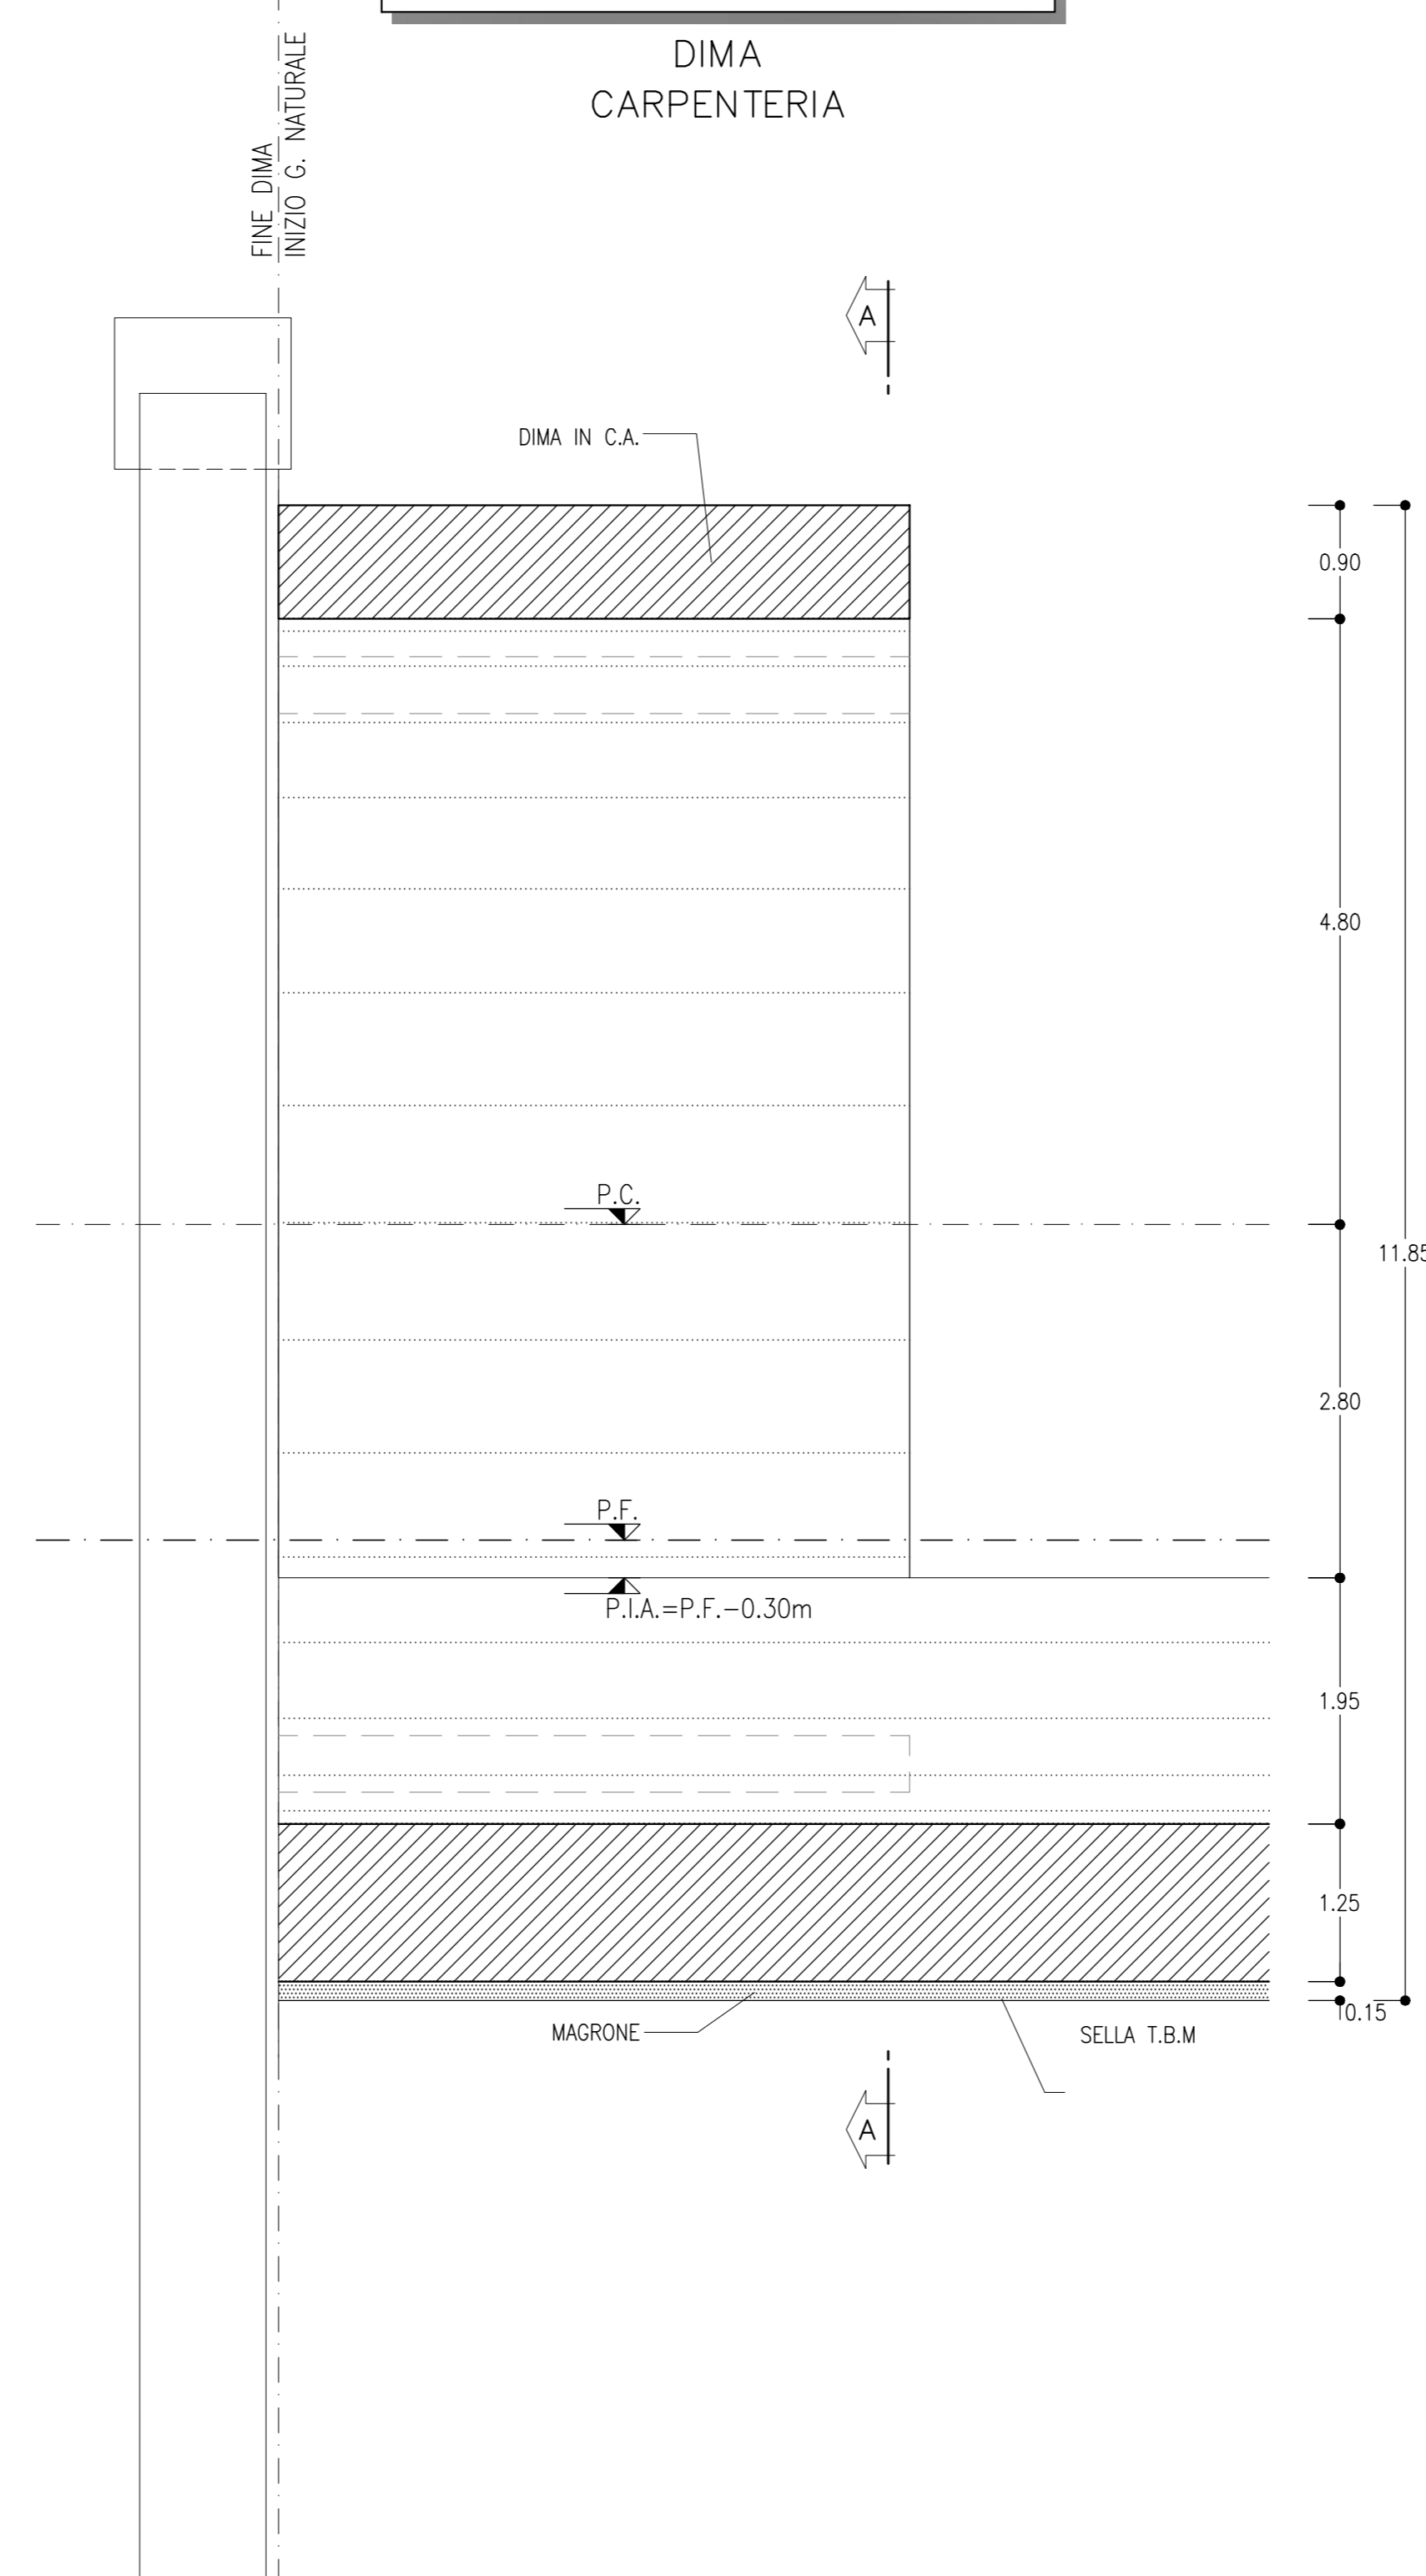 DIMA
CARPENTERIA
FINE DIMA
INIZIO G. NATURALE
A
DIMA IN C.A.
0.90
4.80
P.C.
11.85
2.80
P.F.
P.I.A.=P.F.-0.30m
1.95
1.25
0.15
MAGRONE
SELLA T.B.M
A